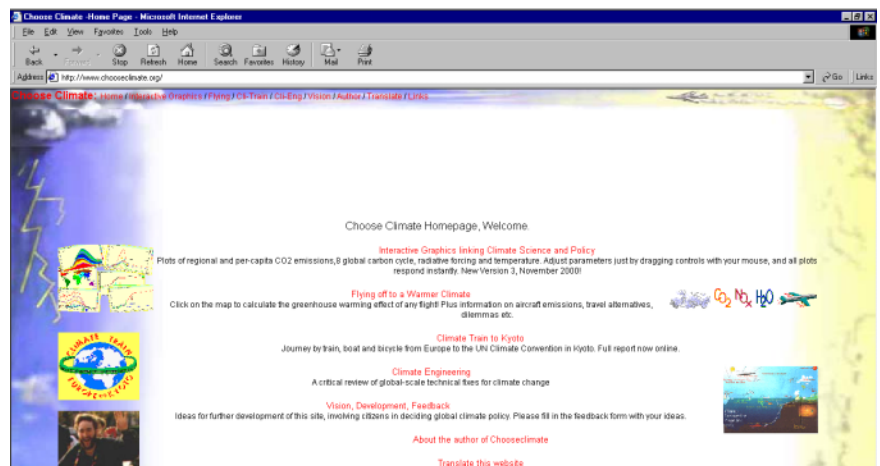 Choose Climate -Home Page - Microsoft Internet Explorer
File Edit View Favorites Tools Help
Back Forward Stop Refresh Home Search Favorites History Mail Print
Address http://www.chooseclimate.org/ Go Links
Choose Climate: Home / Interactive Graphics / Flying / Cli-Train / Cli-Eng / Vision / Author / Translate / Links
Choose Climate Homepage, Welcome.
Interactive Graphics linking Climate Science and Policy
Plots of regional and per-capita CO2 emissions,8 global carbon cycle, radiative forcing and temperature. Adjust parameters just by dragging controls with your mouse, and all plots
respond instantly. New Version 3, November 2000!
Flying off to a Warmer Climate
CO2 NOx H2O
Click on the map to calculate the greenhouse warming effect of any flight! Plus information on aircraft emissions, travel alternatives,
dilemmas etc.
CLIMATE TRAIN
EUROPE KYOTO
Climate Train to Kyoto
Journey by train, boat and bicycle from Europe to the UN Climate Convention in Kyoto. Full report now online.
Climate Engineering
A critical review of global-scale technical fixes for climate change
Vision, Development, Feedback
Ideas for further development of this site, involving citizens in deciding global climate policy. Please fill in the feedback form with your ideas.
About the author of Chooseclimate
Translate this website